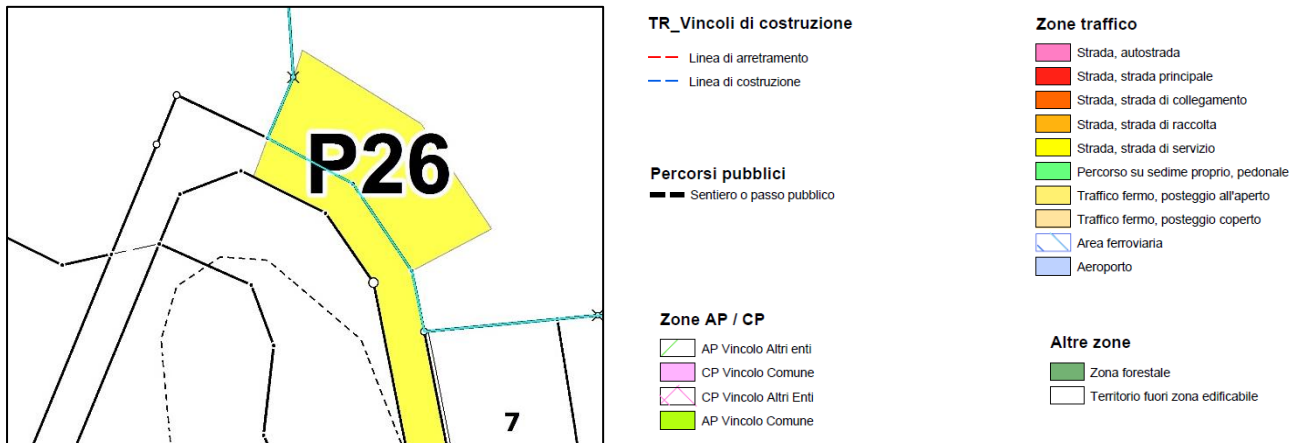 P26
7
TR_Vincoli di costruzione
Linea di arretramento
Linea di costruzione
Percorsi pubblici
Sentiero o passo pubblico
Zone AP / CP
AP Vincolo Altri enti
CP Vincolo Comune
CP Vincolo Altri Enti
AP Vincolo Comune
Zone traffico
Strada, autostrada
Strada, strada principale
Strada, strada di collegamento
Strada, strada di raccolta
Strada, strada di servizio
Percorso su sedime proprio, pedonale
Traffico fermo, posteggio all'aperto
Traffico fermo, posteggio coperto
Area ferroviaria
Aeroporto
Altre zone
Zona forestale
Territorio fuori zona edificabile